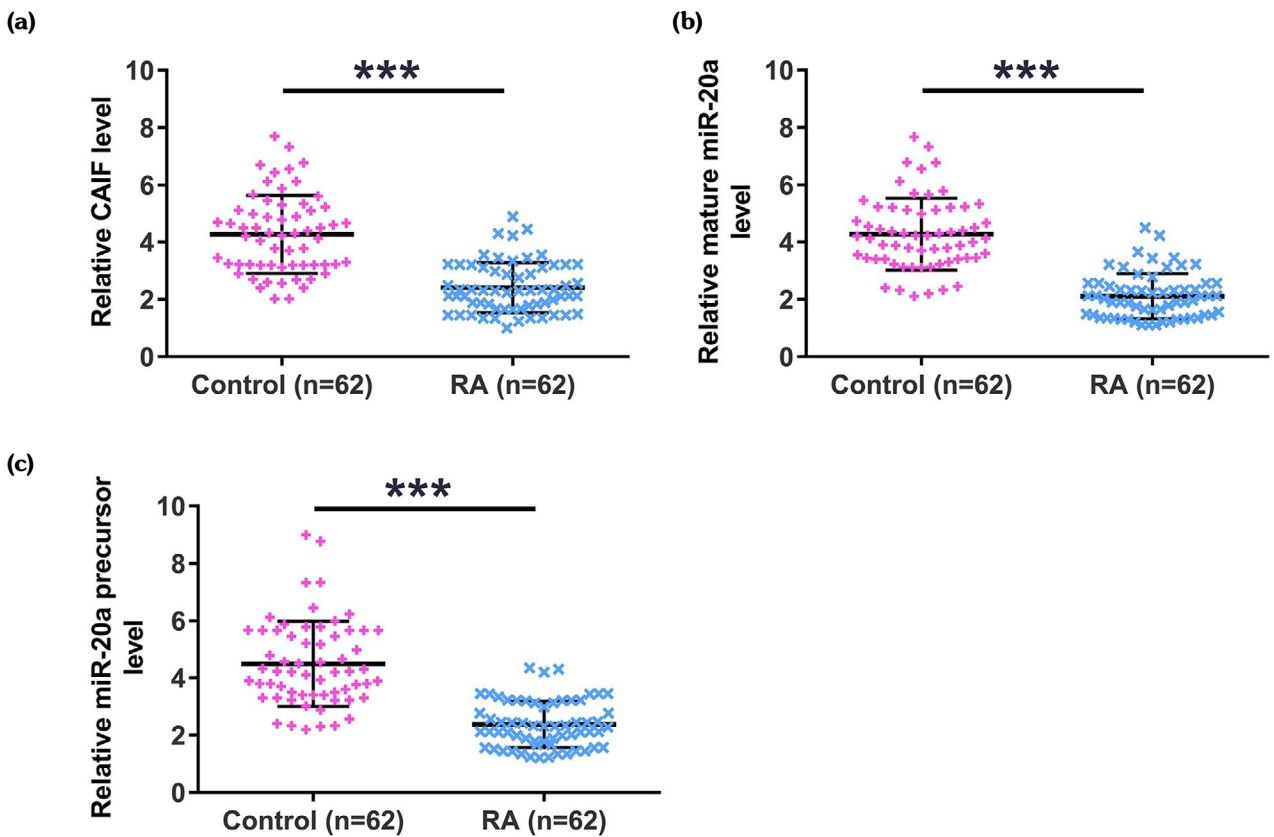 (a)
Relative CAIF level
10
8
6
4
2
0
***
Control (n=62)
RA (n=62)
(b)
Relative mature miR-20a
level
10
8
6
4
2
0
***
Control (n=62)
RA (n=62)
(c)
Relative miR-20a precursor
level
10
8
6
4
2
0
***
Control (n=62)
RA (n=62)